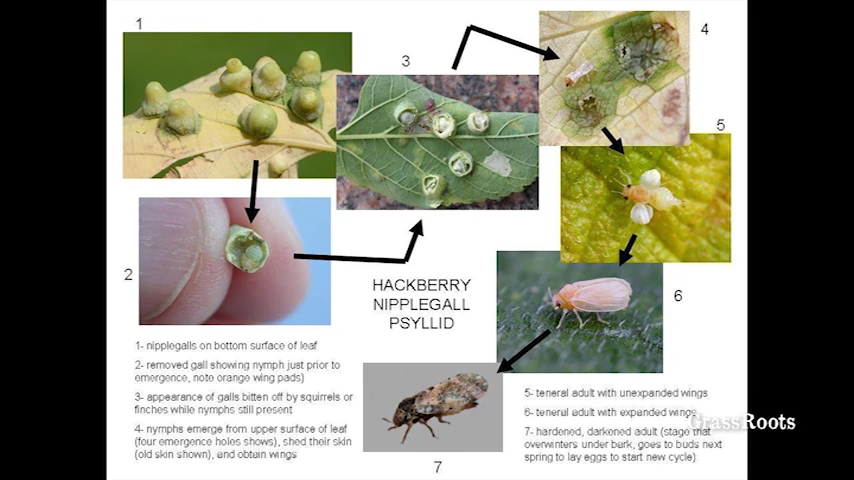 1
3
4
5
2
HACKBERRY
NIPPLEGALL
PSYLLID
6
1- nipplegalls on bottom surface of leaf
2- removed gall showing nymph just prior to
emergence, note orange wing pads)
3- appearance of galls bitten off by squirrels or
finches while nymphs still present
4- nymphs emerge from upper surface of leaf
(four emergence holes shows), shed their skin
(old skin shown), and obtain wings
5- teneral adult with unexpanded wings
6- teneral adult with expanded wings
7- hardened, darkened adult (stage that
overwinters under bark, goes to buds next
spring to lay eggs to start new cycle)
7
GrassRoots